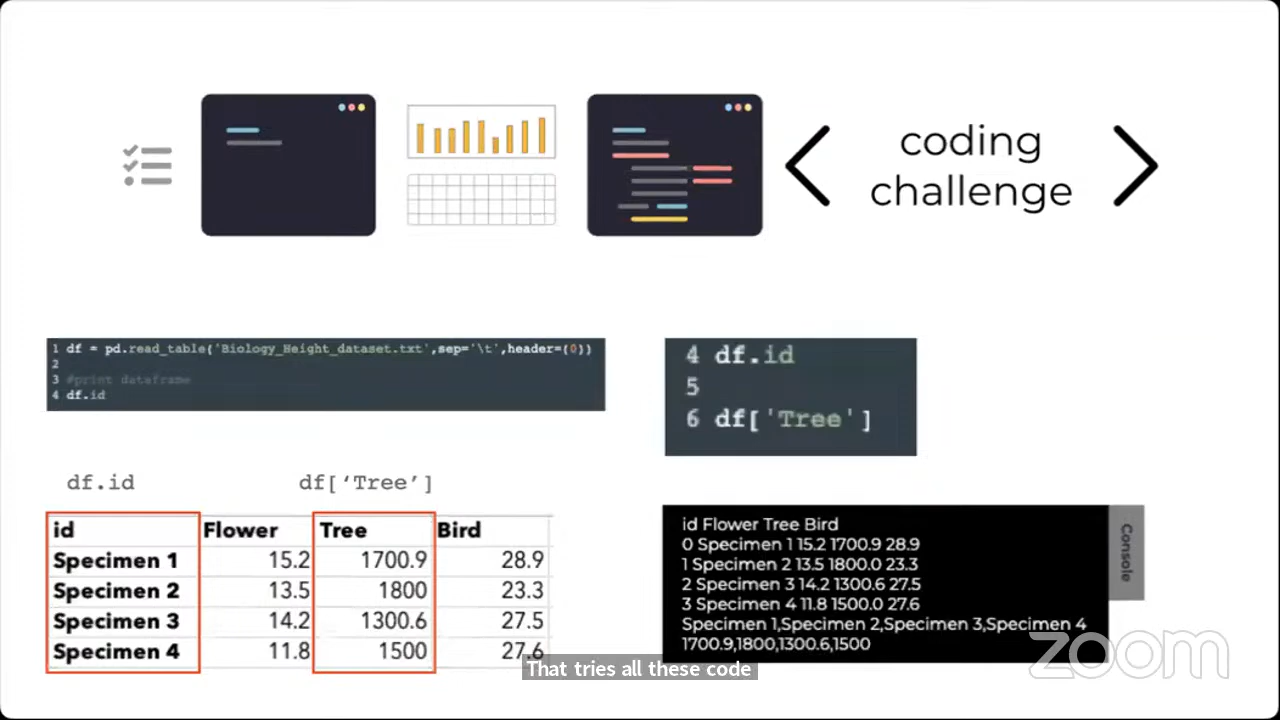 coding
challenge
1 df = pd.read_table('Biology_Height_dataset.txt',sep='\t',header=(0))
2
3 #print dataframe
4 df.id
4 df.id
5
6 df['Tree']
df.id df[‘Tree’]
id Flower Tree Bird
Specimen 1 15.2 1700.9 28.9
Specimen 2 13.5 1800 23.3
Specimen 3 14.2 1300.6 27.5
Specimen 4 11.8 1500 27.6
id Flower Tree Bird
0 Specimen 1 15.2 1700.9 28.9
1 Specimen 2 13.5 1800.0 23.3
2 Specimen 3 14.2 1300.6 27.5
3 Specimen 4 11.8 1500.0 27.6
Specimen 1,Specimen 2,Specimen 3,Specimen 4
1700.9,1800,1300.6,1500
Console
That tries all these code
zoom